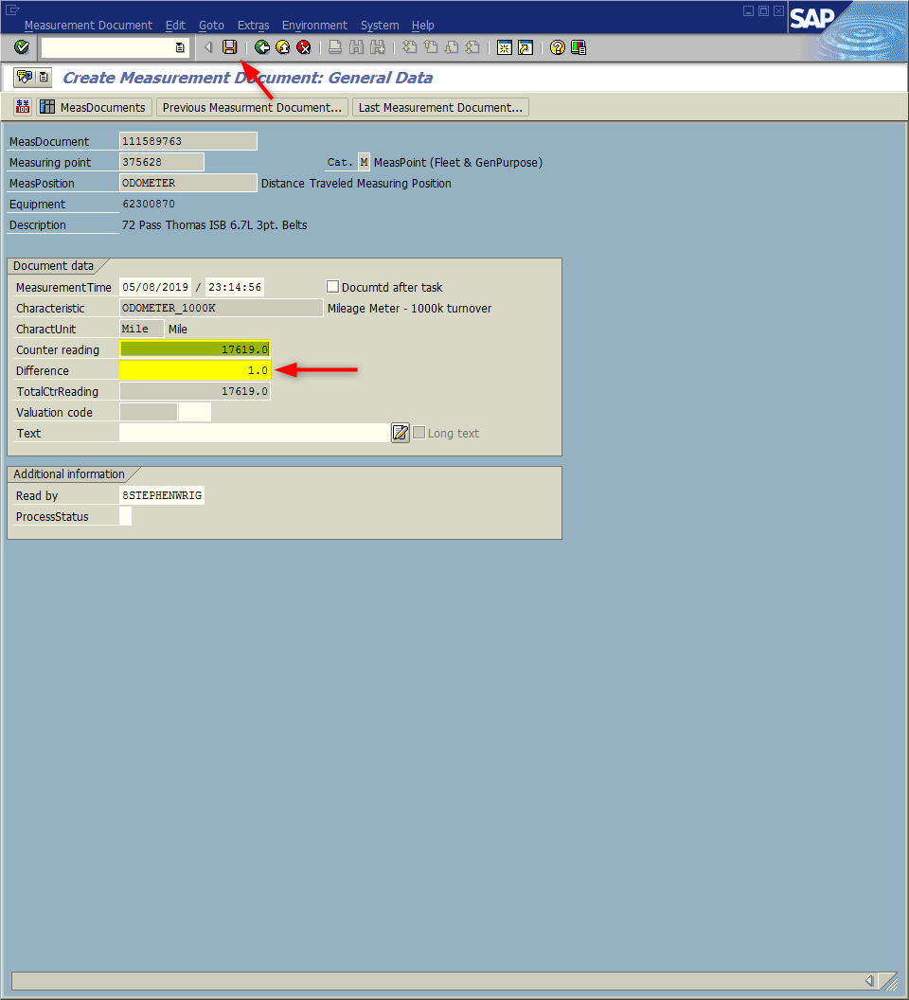 Measurement Document Edit Goto Extras Environment System Help
SAP
Create Measurement Document: General Data
MeasDocuments Previous Measurment Document... Last Measurement Document...
MeasDocument 111589763
Measuring point 375628 Cat. M MeasPoint (Fleet & GenPurpose)
MeasPosition ODOMETER Distance Traveled Measuring Position
Equipment 62300870
Description 72 Pass Thomas ISB 6.7L 3pt. Belts
Document data
MeasurementTime 05/08/2019 / 23:14:56 Documtd after task
Characteristic ODOMETER_1000K Mileage Meter - 1000k turnover
CharactUnit Mile Mile
Counter reading 17619.0
Difference 1.0
TotalCtrReading 17619.0
Valuation code
Text Long text
Additional information
Read by 8STEPHENWRIG
ProcessStatus